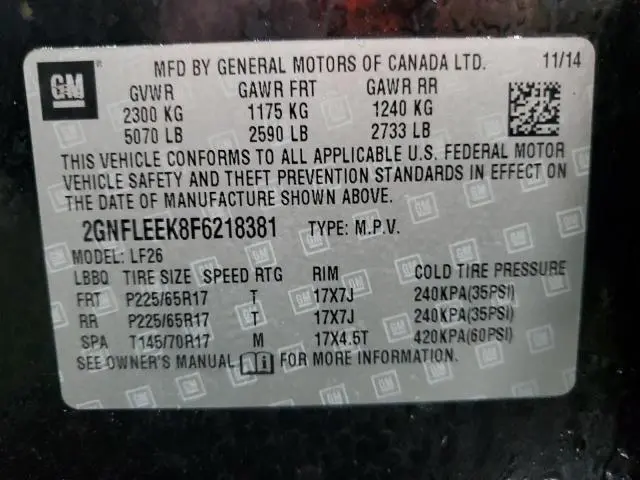 GM
MFD BY GENERAL MOTORS OF CANADA LTD. 11/14
GVWR GAWR FRT GAWR RR
2300 KG 1175 KG 1240 KG
5070 LB 2590 LB 2733 LB
THIS VEHICLE CONFORMS TO ALL APPLICABLE U.S. FEDERAL MOTOR
VEHICLE SAFETY AND THEFT PREVENTION STANDARDS IN EFFECT ON
THE DATE OF MANUFACTURE SHOWN ABOVE.
2GNFLEEK8F6218381 TYPE: M.P.V.
MODEL: LF26
LBBQ TIRE SIZE SPEED RTG RIM COLD TIRE PRESSURE
FRT P225/65R17 T 17X7J 240KPA(35PSI)
RR P225/65R17 T 17X7J 240KPA(35PSI)
SPA T145/70R17 M 17X4.5T 420KPA(60PSI)
SEE OWNER'S MANUAL FOR MORE INFORMATION.